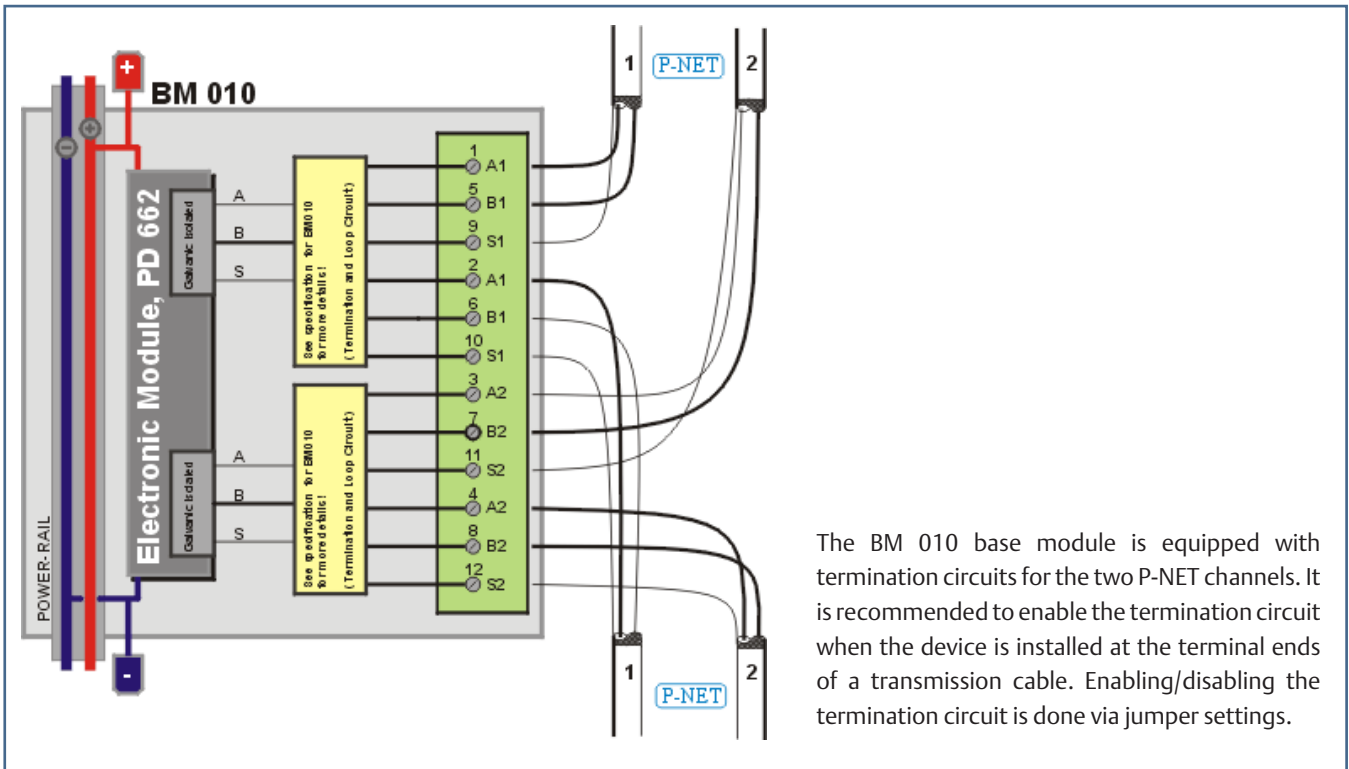 +
BM 010
1
P-NET
2
POWER-RAIL
-
+
Electronic Module, PD 662
Galvanic Isolated
A
B
S
See specification for BM010
for more details!
(Termination and Loop Circuit)
1
A1
5
B1
9
S1
2
A1
6
B1
10
S1
Galvanic Isolated
A
B
S
See specification for BM010
for more details!
(Termination and Loop Circuit)
3
A2
7
B2
11
S2
4
A2
8
B2
12
S2
-
1
P-NET
2
The BM 010 base module is equipped with
termination circuits for the two P-NET channels. It
is recommended to enable the termination circuit
when the device is installed at the terminal ends
of a transmission cable. Enabling/disabling the
termination circuit is done via jumper settings.